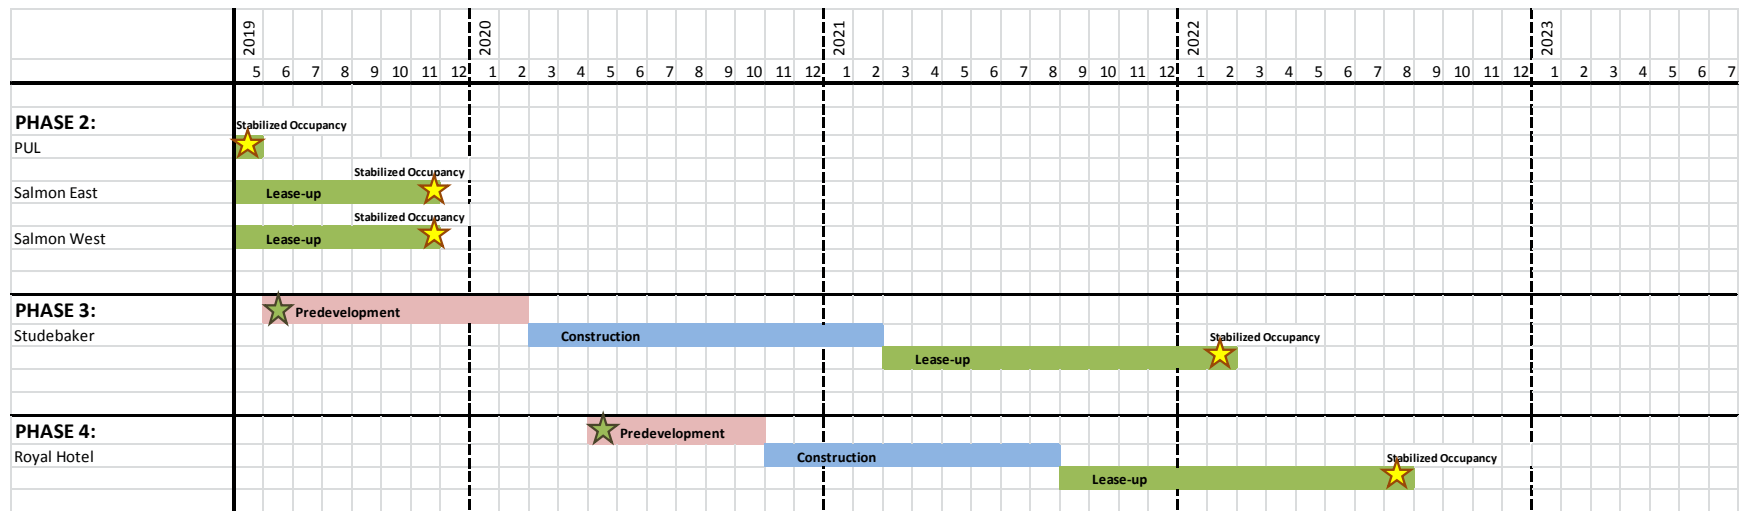 2019 2020 2021 2022 2023
5 6 7 8 9 10 11 12 1 2 3 4 5 6 7 8 9 10 11 12 1 2 3 4 5 6 7 8 9 10 11 12 1 2 3 4 5 6 7 8 9 10 11 12 1 2 3 4 5 6 7
PHASE 2:
Stabilized Occupancy
PUL
Stabilized Occupancy
Salmon East Lease-up
Stabilized Occupancy
Salmon West Lease-up
PHASE 3: Predevelopment
Studebaker Construction Stabilized Occupancy
Lease-up
PHASE 4: Predevelopment
Royal Hotel Construction Stabilized Occupancy
Lease-up